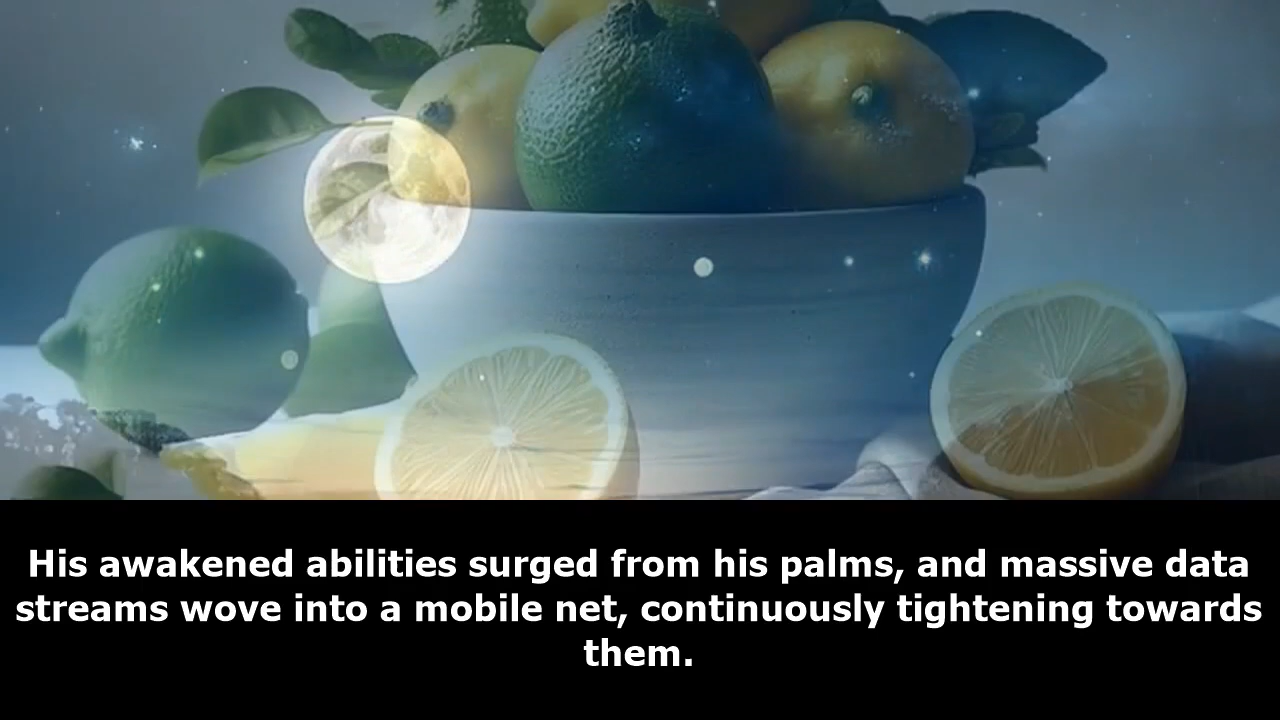 His awakened abilities surged from his palms, and massive data
streams wove into a mobile net, continuously tightening towards
them.